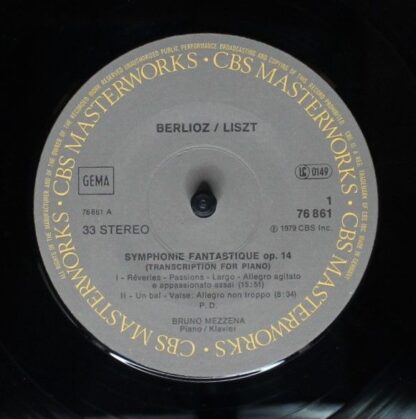 CBS MASTERWORKS · CBS MASTERWORKS · CBS MASTERWORKS · CBS MASTERWORKS ·
BERLIOZ / LISZT
GEMA
LC 0149
76861 A
1
76 861
33 STEREO
℗ 1979 CBS Inc.
SYMPHONIE FANTASTIQUE op. 14
(TRANSCRIPTION FOR PIANO)
I - Rêveries - Passions - Largo - Allegro agitato
e appassionato assai (15:51)
II - Un bal - Valse: Allegro non troppo (8:34)
P. D.
BRUNO MEZZENA
Piano / Klavier